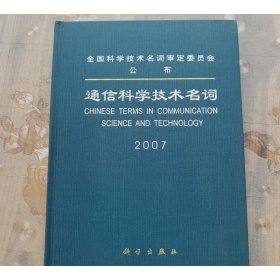 全国科学技术名词审定委员会
公 布
通信科学技术名词
CHINESE TERMS IN COMMUNICATION
SCIENCE AND TECHNOLOGY
2007
科学出版社